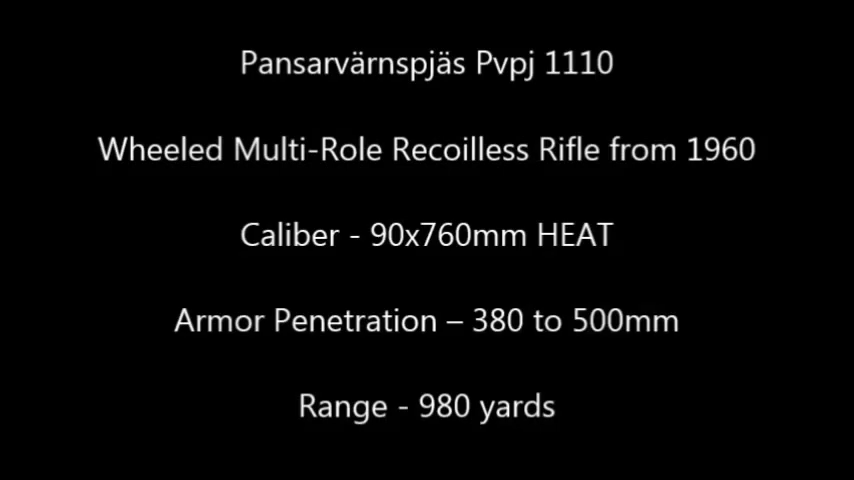 Pansarvärnspjäs Pvpj 1110
Wheeled Multi-Role Recoilless Rifle from 1960
Caliber - 90x760mm HEAT
Armor Penetration – 380 to 500mm
Range - 980 yards